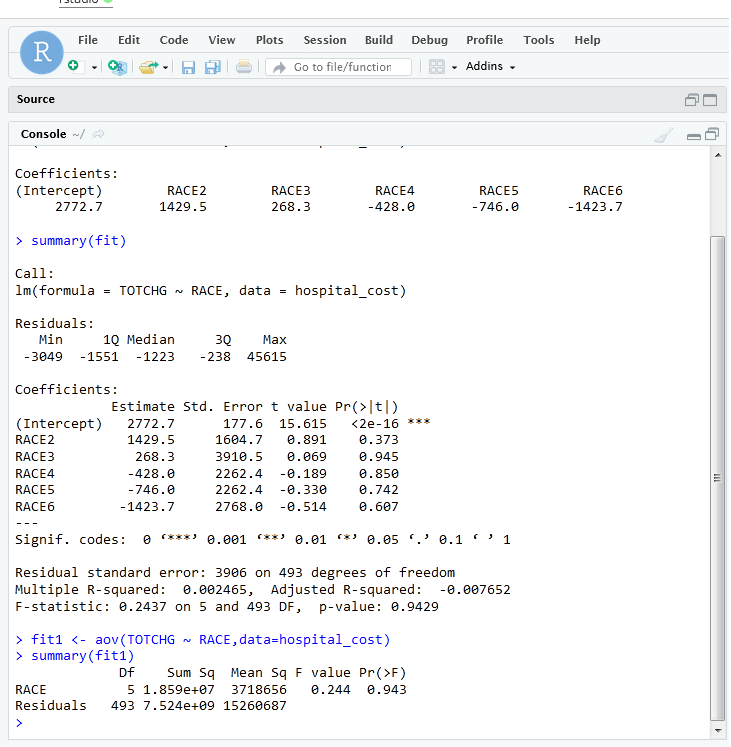 rstudio
R
File Edit Code View Plots Session Build Debug Profile Tools Help
Go to file/function Addins
Source
Console ~/
Coefficients:
(Intercept) RACE2 RACE3 RACE4 RACE5 RACE6
2772.7 1429.5 268.3 -428.0 -746.0 -1423.7
> summary(fit)
Call:
lm(formula = TOTCHG ~ RACE, data = hospital_cost)
Residuals:
Min 1Q Median 3Q Max
-3049 -1551 -1223 -238 45615
Coefficients:
Estimate Std. Error t value Pr(>|t|)
(Intercept) 2772.7 177.6 15.615 <2e-16 ***
RACE2 1429.5 1604.7 0.891 0.373
RACE3 268.3 3910.5 0.069 0.945
RACE4 -428.0 2262.4 -0.189 0.850
RACE5 -746.0 2262.4 -0.330 0.742
RACE6 -1423.7 2768.0 -0.514 0.607
---
Signif. codes: 0 ‘***’ 0.001 ‘**’ 0.01 ‘*’ 0.05 ‘.’ 0.1 ‘ ’ 1
Residual standard error: 3906 on 493 degrees of freedom
Multiple R-squared: 0.002465, Adjusted R-squared: -0.007652
F-statistic: 0.2437 on 5 and 493 DF, p-value: 0.9429
> fit1 <- aov(TOTCHG ~ RACE,data=hospital_cost)
> summary(fit1)
Df Sum Sq Mean Sq F value Pr(>F)
RACE 5 1.859e+07 3718656 0.244 0.943
Residuals 493 7.524e+09 15260687
>